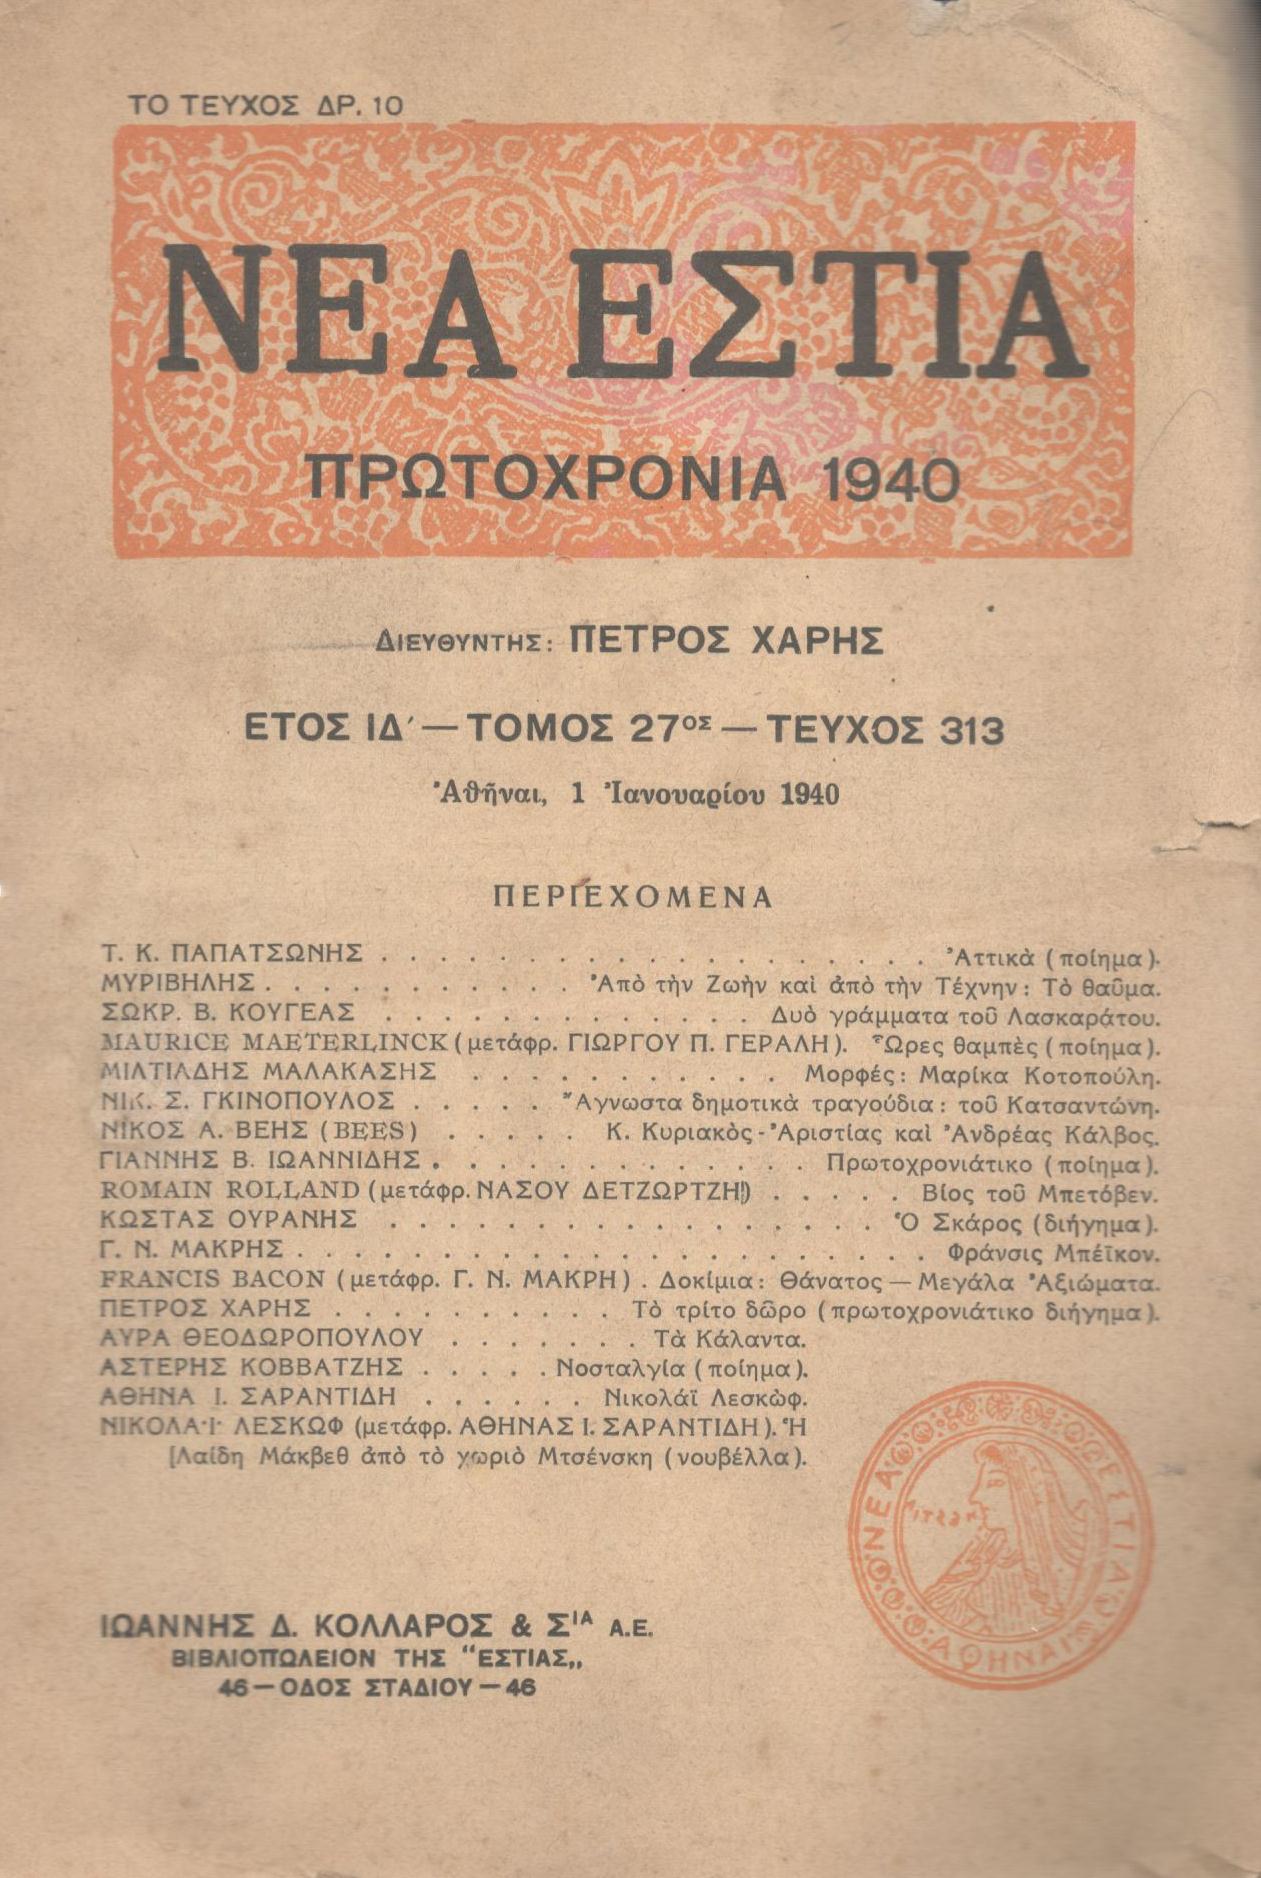 ΤΟ ΤΕΥΧΟΣ ΔΡ. 10
ΝΕΑ ΕΣΤΙΑ
ΠΡΩΤΟΧΡΟΝΙΑ 1940
ΔΙΕΥΘΥΝΤΗΣ: ΠΕΤΡΟΣ ΧΑΡΗΣ
ΕΤΟΣ ΙΔ΄ — ΤΟΜΟΣ 27ΟΣ — ΤΕΥΧΟΣ 313
Ἀθῆναι, 1 Ἰανουαρίου 1940
ΠΕΡΙΕΧΟΜΕΝΑ
Τ. Κ. ΠΑΠΑΤΣΩΝΗΣ . . . . . . . . . . . . . . . . . . . Ἀττικὰ (ποίημα).
ΜΥΡΙΒΗΛΗΣ . . . . . . . . . . . Ἀπὸ τὴν Ζωὴν καὶ ἀπὸ τὴν Τέχνην: Τὸ θαῦμα.
ΣΩΚΡ. Β. ΚΟΥΓΕΑΣ . . . . . . . . . . . . . Δυὸ γράμματα τοῦ Λασκαράτου.
MAURICE MAETERLINCK (μετάφρ. ΓΙΩΡΓΟΥ Π. ΓΕΡΑΛΗ). Ὧρες θαμπὲς (ποίημα).
ΜΙΛΤΙΑΔΗΣ ΜΑΛΑΚΑΣΗΣ . . . . . . . . . . . Μορφές: Μαρίκα Κοτοπούλη.
ΝΙΚ. Σ. ΓΚΙΝΟΠΟΥΛΟΣ . . . . . Ἄγνωστα δημοτικὰ τραγούδια: τοῦ Κατσαντώνη.
ΝΙΚΟΣ Α. ΒΕΗΣ (BEES) . . . . . Κ. Κυριακὸς - Ἀριστίας καὶ Ἀνδρέας Κάλβος.
ΓΙΑΝΝΗΣ Β. ΙΩΑΝΝΙΔΗΣ . . . . . . . . . . . . . Πρωτοχρονιάτικο (ποίημα).
ROMAIN ROLLAND (μετάφρ. ΝΑΣΟΥ ΔΕΤΖΩΡΤΖΗ) . . . . . Βίος τοῦ Μπετόβεν.
ΚΩΣΤΑΣ ΟΥΡΑΝΗΣ . . . . . . . . . . . . . . . . . Ὁ Σκάρος (διήγημα).
Γ. Ν. ΜΑΚΡΗΣ . . . . . . . . . . . . . . . . . . . . . . Φράνσις Μπέϊκον.
FRANCIS BACON (μετάφρ. Γ. Ν. ΜΑΚΡΗ) . Δοκίμια: Θάνατος — Μεγάλα Ἀξιώματα.
ΠΕΤΡΟΣ ΧΑΡΗΣ . . . . . . . . . . Τὸ τρίτο δῶρο (πρωτοχρονιάτικο διήγημα).
ΑΥΡΑ ΘΕΟΔΩΡΟΠΟΥΛΟΥ . . . . . . . Τὰ Κάλαντα.
ΑΣΤΕΡΗΣ ΚΟΒΒΑΤΖΗΣ . . . . . Νοσταλγία (ποίημα).
ΑΘΗΝΑ Ι. ΣΑΡΑΝΤΙΔΗ . . . . . . Νικολάϊ Λεσκώφ.
ΝΙΚΟΛΑ·Ι· ΛΕΣΚΩΦ (μετάφρ. ΑΘΗΝΑΣ Ι. ΣΑΡΑΝΤΙΔΗ). Ἡ
[Λαίδη Μάκβεθ ἀπὸ τὸ χωριὸ Μτσένσκη (νουβέλλα).
ΝΕΑ ΕΣΤΙΑ
ΑΘΗΝΑΙ
ΙΩΑΝΝΗΣ Δ. ΚΟΛΛΑΡΟΣ & ΣΙΑ Α.Ε.
ΒΙΒΛΙΟΠΩΛΕΙΟΝ ΤΗΣ “ΕΣΤΙΑΣ„
46 — ΟΔΟΣ ΣΤΑΔΙΟΥ — 46